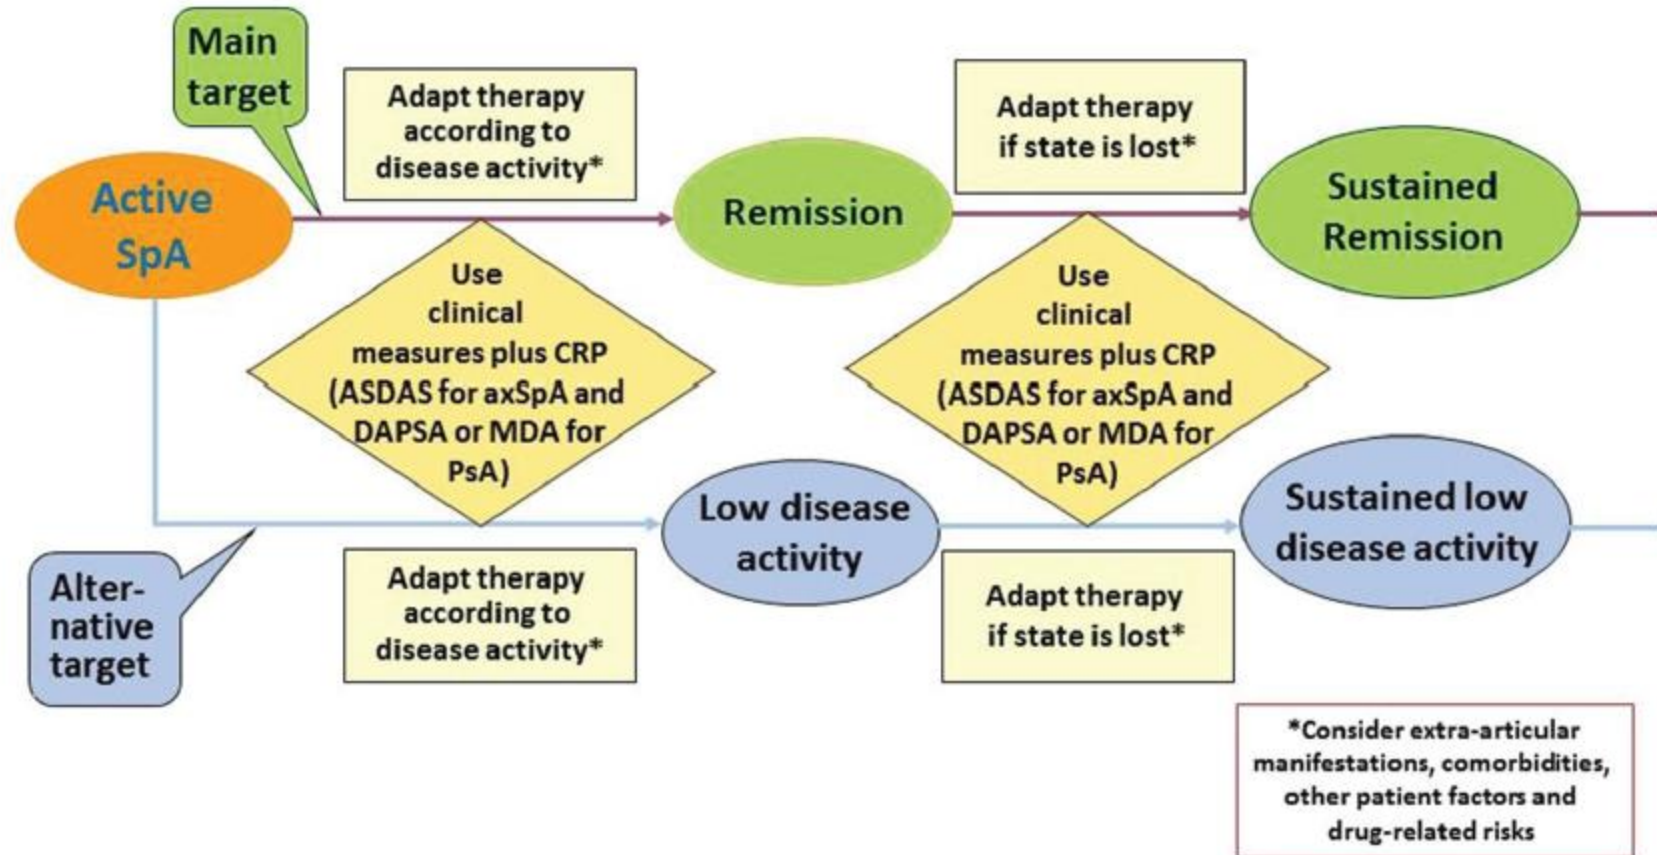 Main
target
Adapt therapy
according to
disease activity*
Adapt therapy
if state is lost*
Active
SpA
Remission
Sustained
Remission
Use
clinical
measures plus CRP
(ASDAS for axSpA and
DAPSA or MDA for
PsA)
Use
clinical
measures plus CRP
(ASDAS for axSpA and
DAPSA or MDA for
PsA)
Low disease
activity
Sustained low
disease activity
Alter-
native
target
Adapt therapy
according to
disease activity*
Adapt therapy
if state is lost*
*Consider extra-articular
manifestations, comorbidities,
other patient factors and
drug-related risks